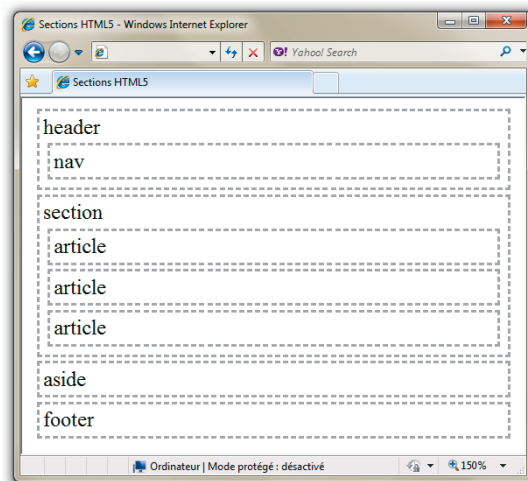 Sections HTML5 - Windows Internet Explorer
Yahoo! Search
Sections HTML5
header
nav
section
article
article
article
aside
footer
Ordinateur | Mode protégé : désactivé
150%